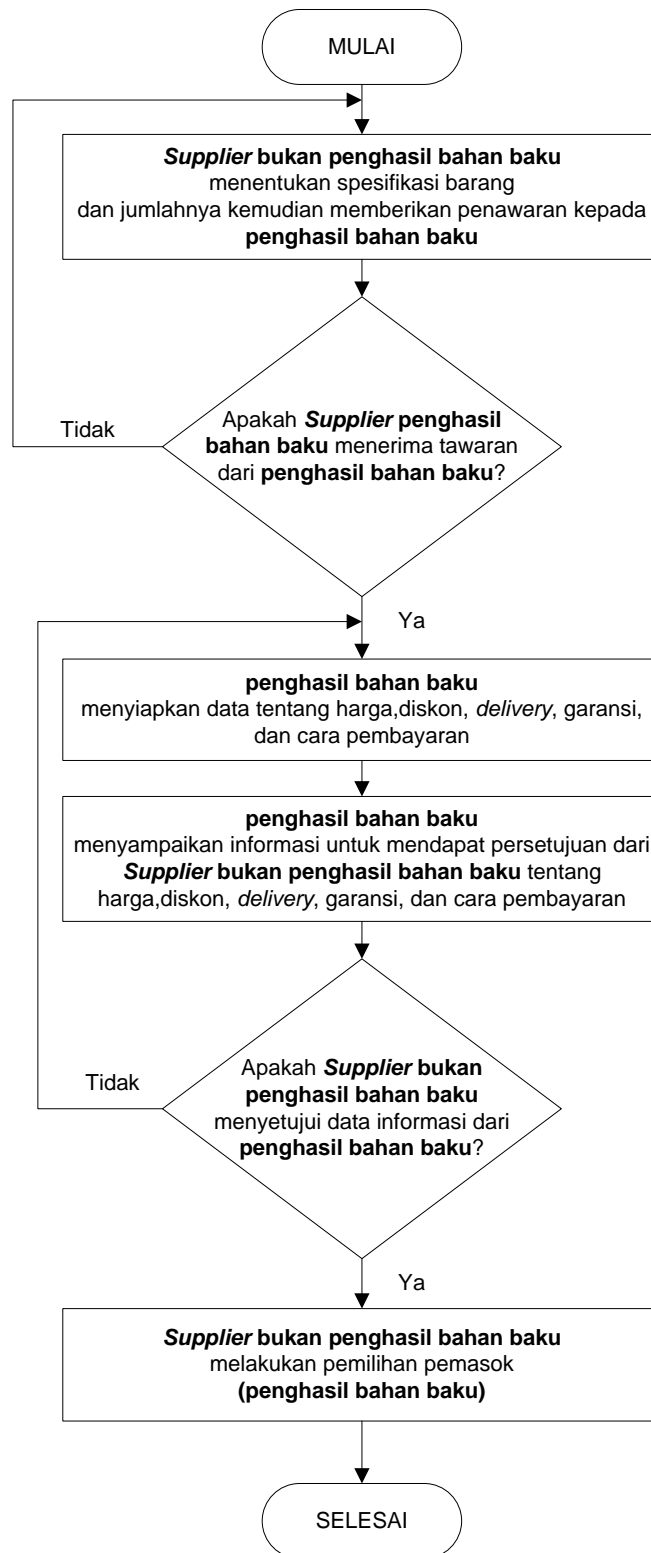 MULAI
Supplier bukan penghasil bahan baku
menentukan spesifikasi barang
dan jumlahnya kemudian memberikan penawaran kepada
penghasil bahan baku
Tidak
Apakah Supplier penghasil
bahan baku menerima tawaran
dari penghasil bahan baku?
Ya
penghasil bahan baku
menyiapkan data tentang harga,diskon, delivery, garansi,
dan cara pembayaran
penghasil bahan baku
menyampaikan informasi untuk mendapat persetujuan dari
Supplier bukan penghasil bahan baku tentang
harga,diskon, delivery, garansi, dan cara pembayaran
Tidak
Apakah Supplier bukan
penghasil bahan baku
menyetujui data informasi dari
penghasil bahan baku?
Ya
Supplier bukan penghasil bahan baku
melakukan pemilihan pemasok
(penghasil bahan baku)
SELESAI